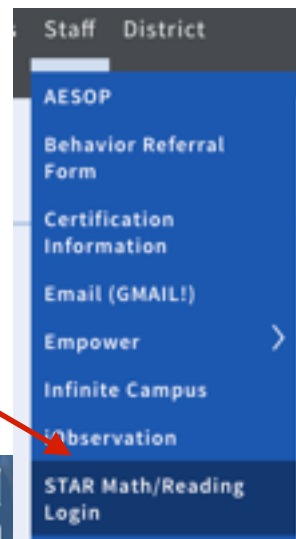 Staff District
AESOP
Behavior Referral
Form
Certification
Information
Email (GMAIL!)
Empower
Infinite Campus
iObservation
STAR Math/Reading
Login